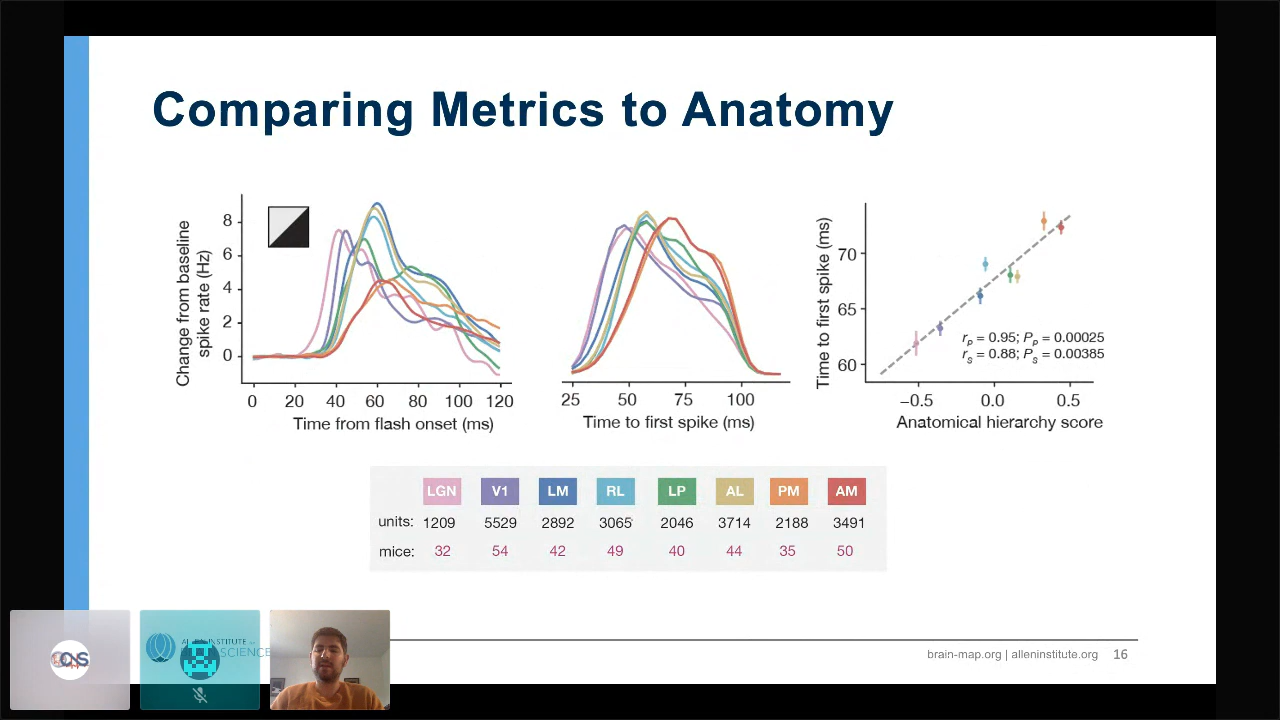 Comparing Metrics to Anatomy
Change from baseline
spike rate (Hz)
8
6
4
2
0
0 20 40 60 80 100 120
Time from flash onset (ms)
25 50 75 100
Time to first spike (ms)
Time to first spike (ms)
70
65
60
r_P = 0.95; P_P = 0.00025
r_S = 0.88; P_S = 0.00385
−0.5 0.0 0.5
Anatomical hierarchy score
LGN V1 LM RL LP AL PM AM
units: 1209 5529 2892 3065 2046 3714 2188 3491
mice: 32 54 42 49 40 44 35 50
ALLEN INSTITUTE
SCIENCE
brain-map.org | alleninstitute.org 16